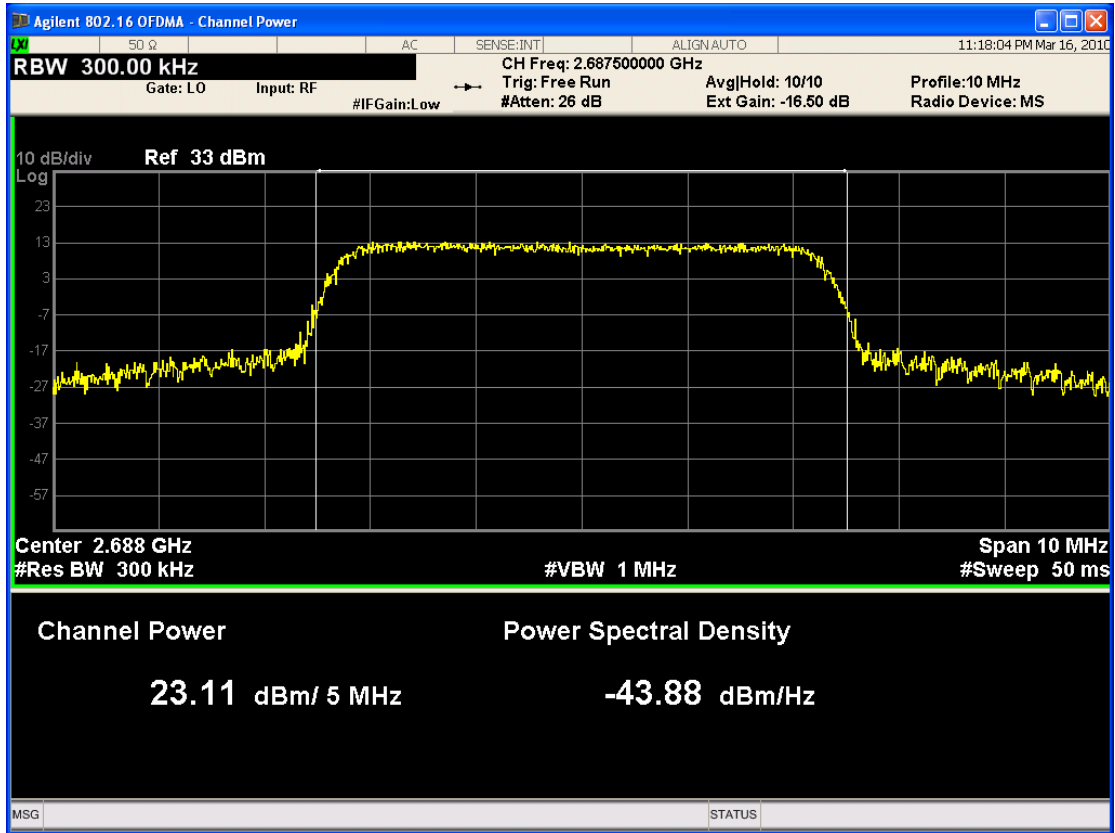 Agilent 802.16 OFDMA - Channel Power
LXI 50 Ω AC SENSE:INT ALIGN AUTO 11:18:04 PM Mar 16, 2010
RBW 300.00 kHz
CH Freq: 2.687500000 GHz
Gate: LO Input: RF #IFGain:Low
Trig: Free Run Avg|Hold: 10/10 Profile:10 MHz
#Atten: 26 dB Ext Gain: -16.50 dB Radio Device: MS
10 dB/div Ref 33 dBm
Log
23
13
3
-7
-17
-27
-37
-47
-57
Center 2.688 GHz Span 10 MHz
#Res BW 300 kHz #VBW 1 MHz #Sweep 50 ms
Channel Power Power Spectral Density
23.11 dBm/ 5 MHz -43.88 dBm/Hz
MSG STATUS